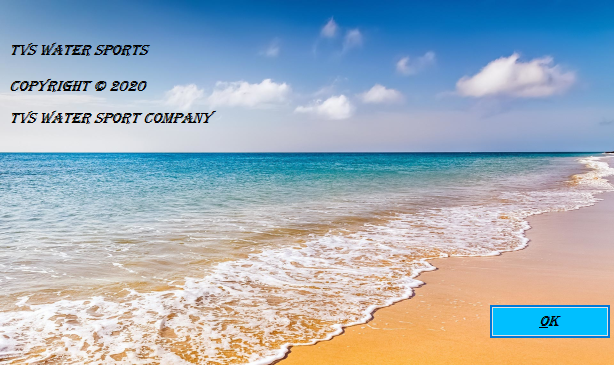 TVS WATER SPORTS
COPYRIGHT © 2020
TVS WATER SPORT COMPANY
OK